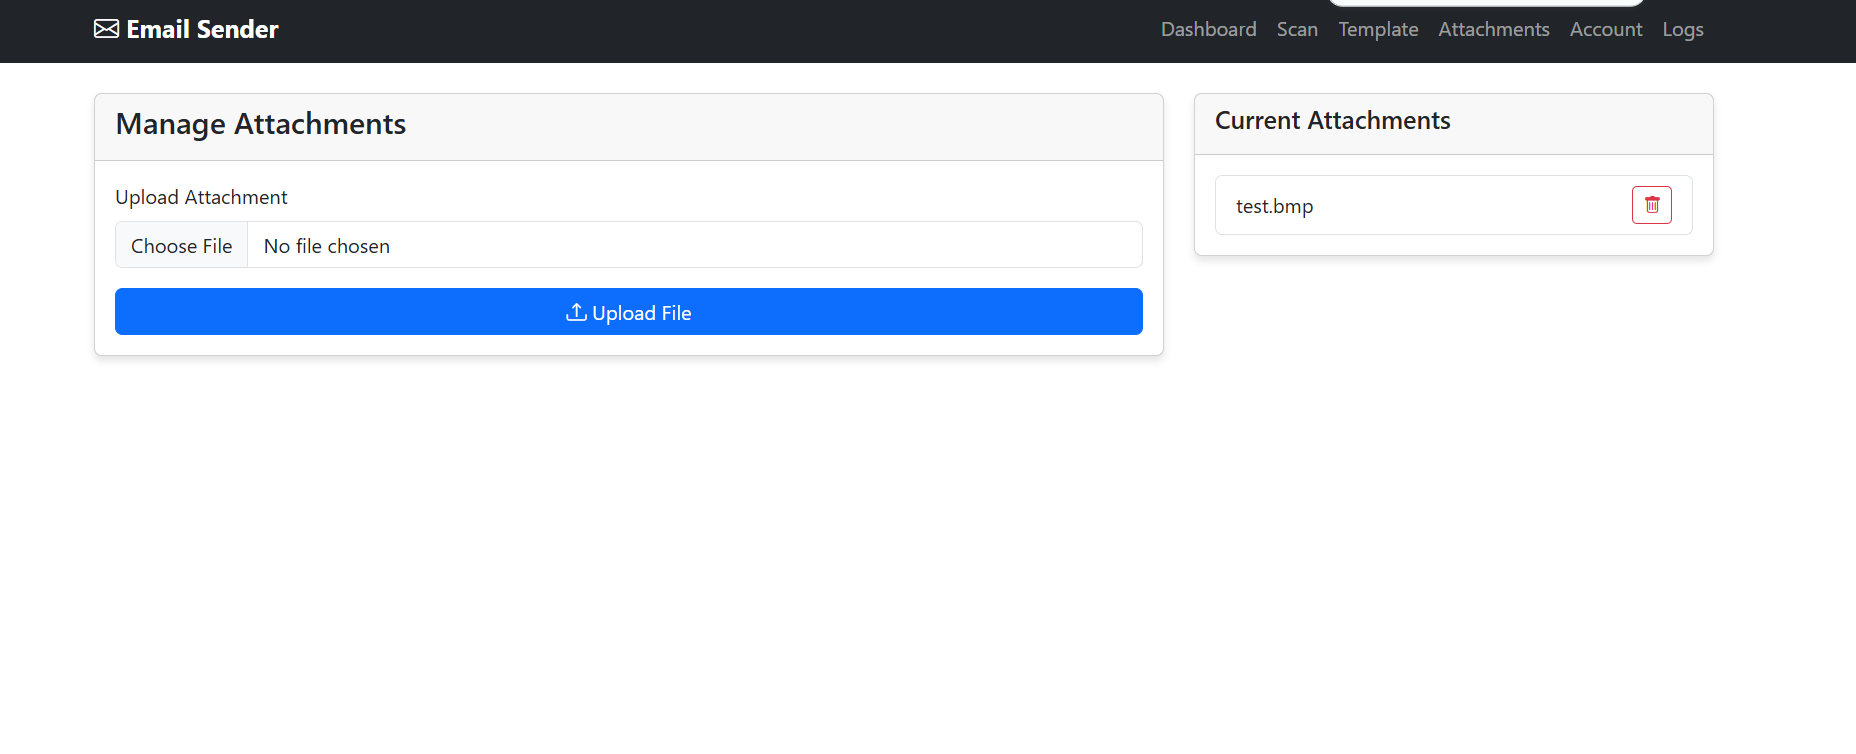 Email Sender
Dashboard Scan Template Attachments Account Logs
Manage Attachments
Upload Attachment
Choose File No file chosen
Upload File
Current Attachments
test.bmp